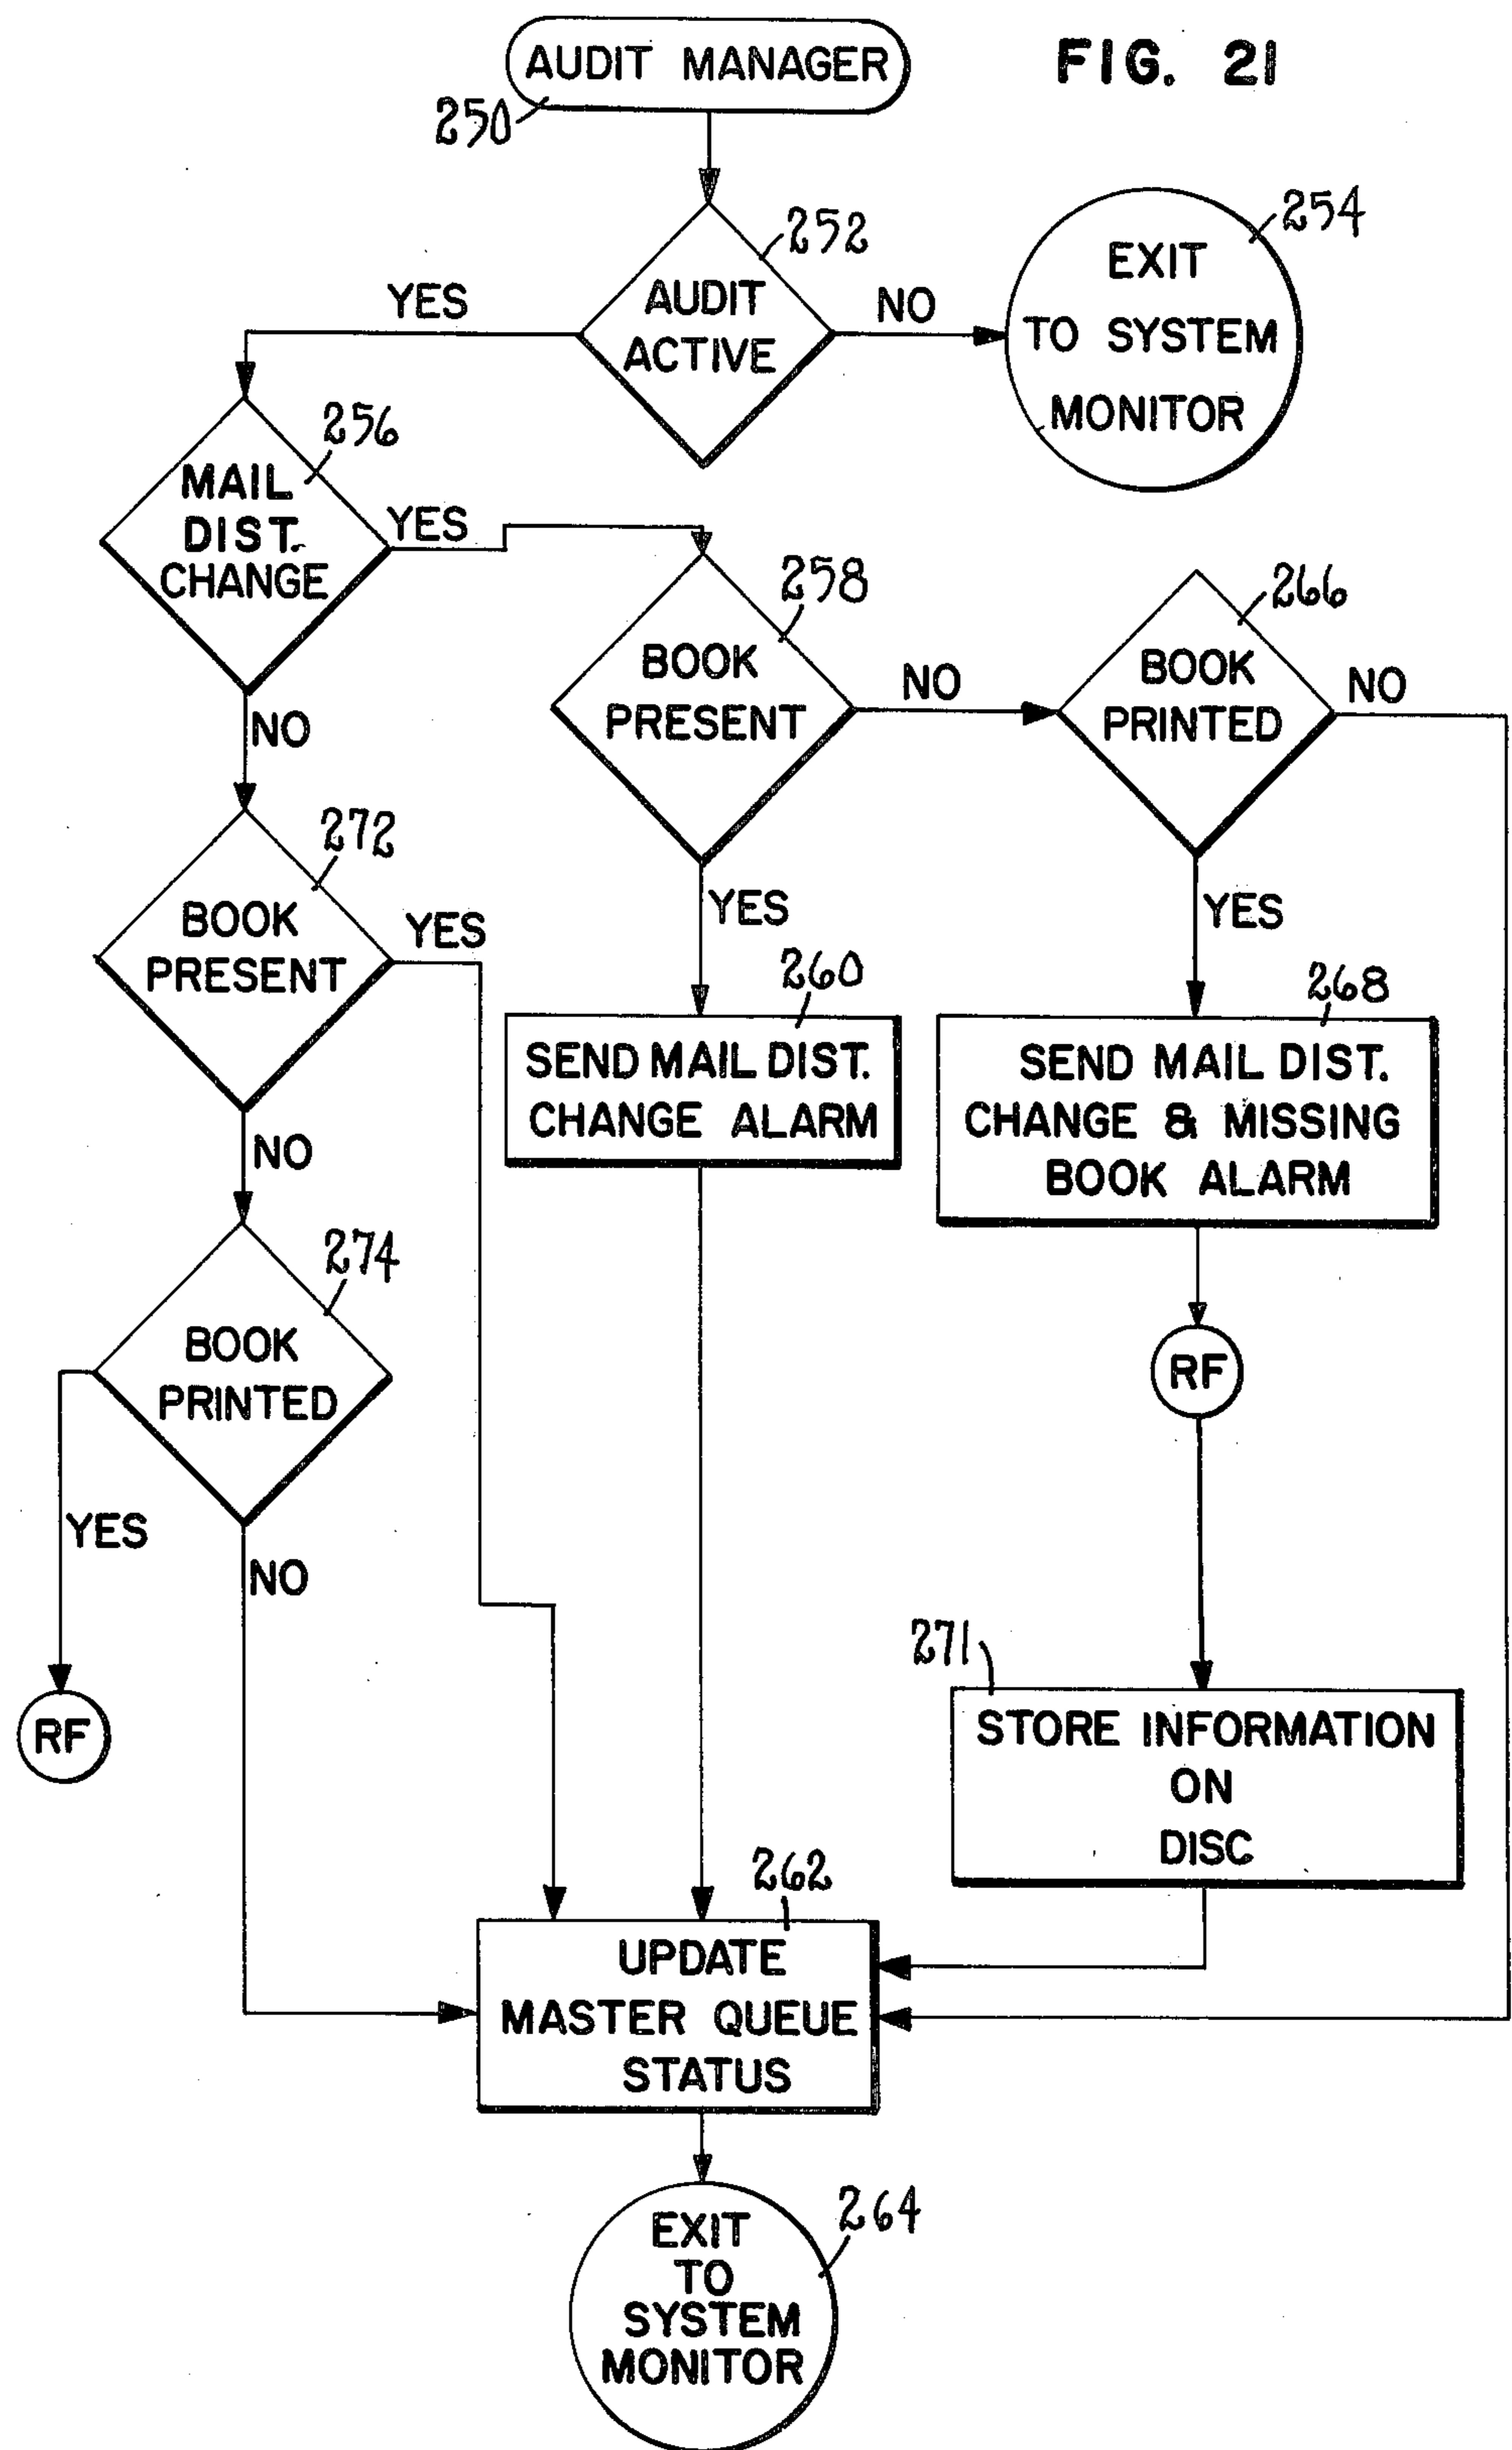 AUDIT MANAGER
FIG. 21
250
252
254
AUDIT
ACTIVE
YES
NO
EXIT
TO SYSTEM
MONITOR
256
MAIL
DIST.
CHANGE
YES
NO
258
BOOK
PRESENT
NO
YES
266
BOOK
PRINTED
NO
YES
272
BOOK
PRESENT
YES
NO
260
SEND MAIL DIST.
CHANGE ALARM
268
SEND MAIL DIST.
CHANGE & MISSING
BOOK ALARM
274
BOOK
PRINTED
YES
NO
RF
RF
271
STORE INFORMATION
ON
DISC
262
UPDATE
MASTER QUEUE
STATUS
264
EXIT
TO
SYSTEM
MONITOR